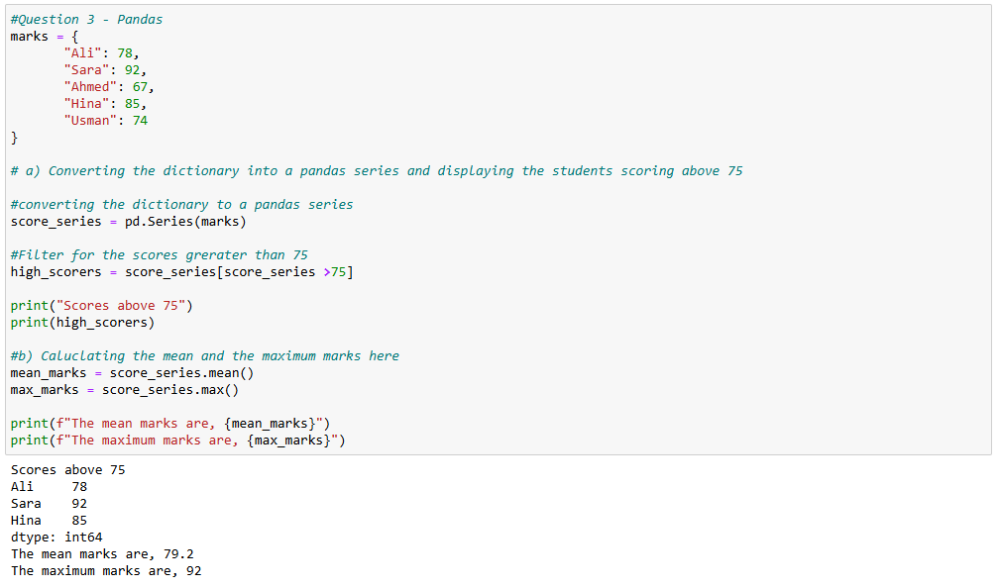 #Question 3 - Pandas
marks = {
       "Ali": 78,
       "Sara": 92,
       "Ahmed": 67,
       "Hina": 85,
       "Usman": 74
}
# a) Converting the dictionary into a pandas series and displaying the students scoring above 75
#converting the dictionary to a pandas series
score_series = pd.Series(marks)
#Filter for the scores grerater than 75
high_scorers = score_series[score_series >75]
print("Scores above 75")
print(high_scorers)
#b) Caluclating the mean and the maximum marks here
mean_marks = score_series.mean()
max_marks = score_series.max()
print(f"The mean marks are, {mean_marks}")
print(f"The maximum marks are, {max_marks}")
Scores above 75
Ali     78
Sara    92
Hina    85
dtype: int64
The mean marks are, 79.2
The maximum marks are, 92